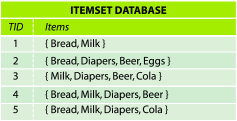 ITEMSET DATABASE
TID Items
1 { Bread, Milk }
2 { Bread, Diapers, Beer, Eggs }
3 { Milk, Diapers, Beer, Cola }
4 { Bread, Milk, Diapers, Beer }
5 { Bread, Milk, Diapers, Cola }